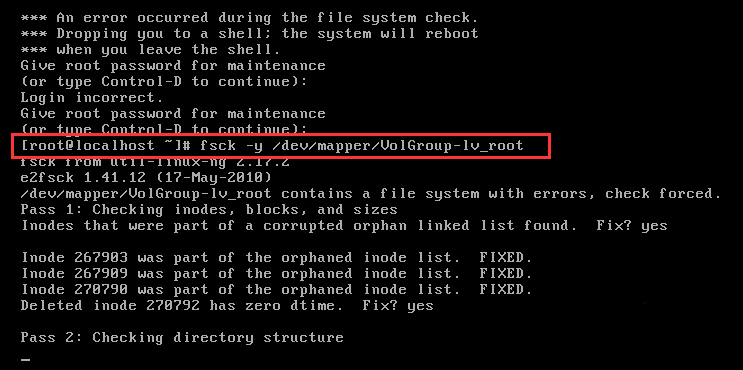 *** An error occurred during the file system check.
*** Dropping you to a shell; the system will reboot
*** when you leave the shell.
Give root password for maintenance
(or type Control-D to continue):
Login incorrect.
Give root password for maintenance
(or type Control-D to continue):
[root@localhost ~]# fsck -y /dev/mapper/VolGroup-lv_root
fsck from util-linux-ng 2.17.2
e2fsck 1.41.12 (17-May-2010)
/dev/mapper/VolGroup-lv_root contains a file system with errors, check forced.
Pass 1: Checking inodes, blocks, and sizes
Inodes that were part of a corrupted orphan linked list found.  Fix? yes

Inode 267903 was part of the orphaned inode list.  FIXED.
Inode 267909 was part of the orphaned inode list.  FIXED.
Inode 270790 was part of the orphaned inode list.  FIXED.
Deleted inode 270792 has zero dtime.  Fix? yes

Pass 2: Checking directory structure